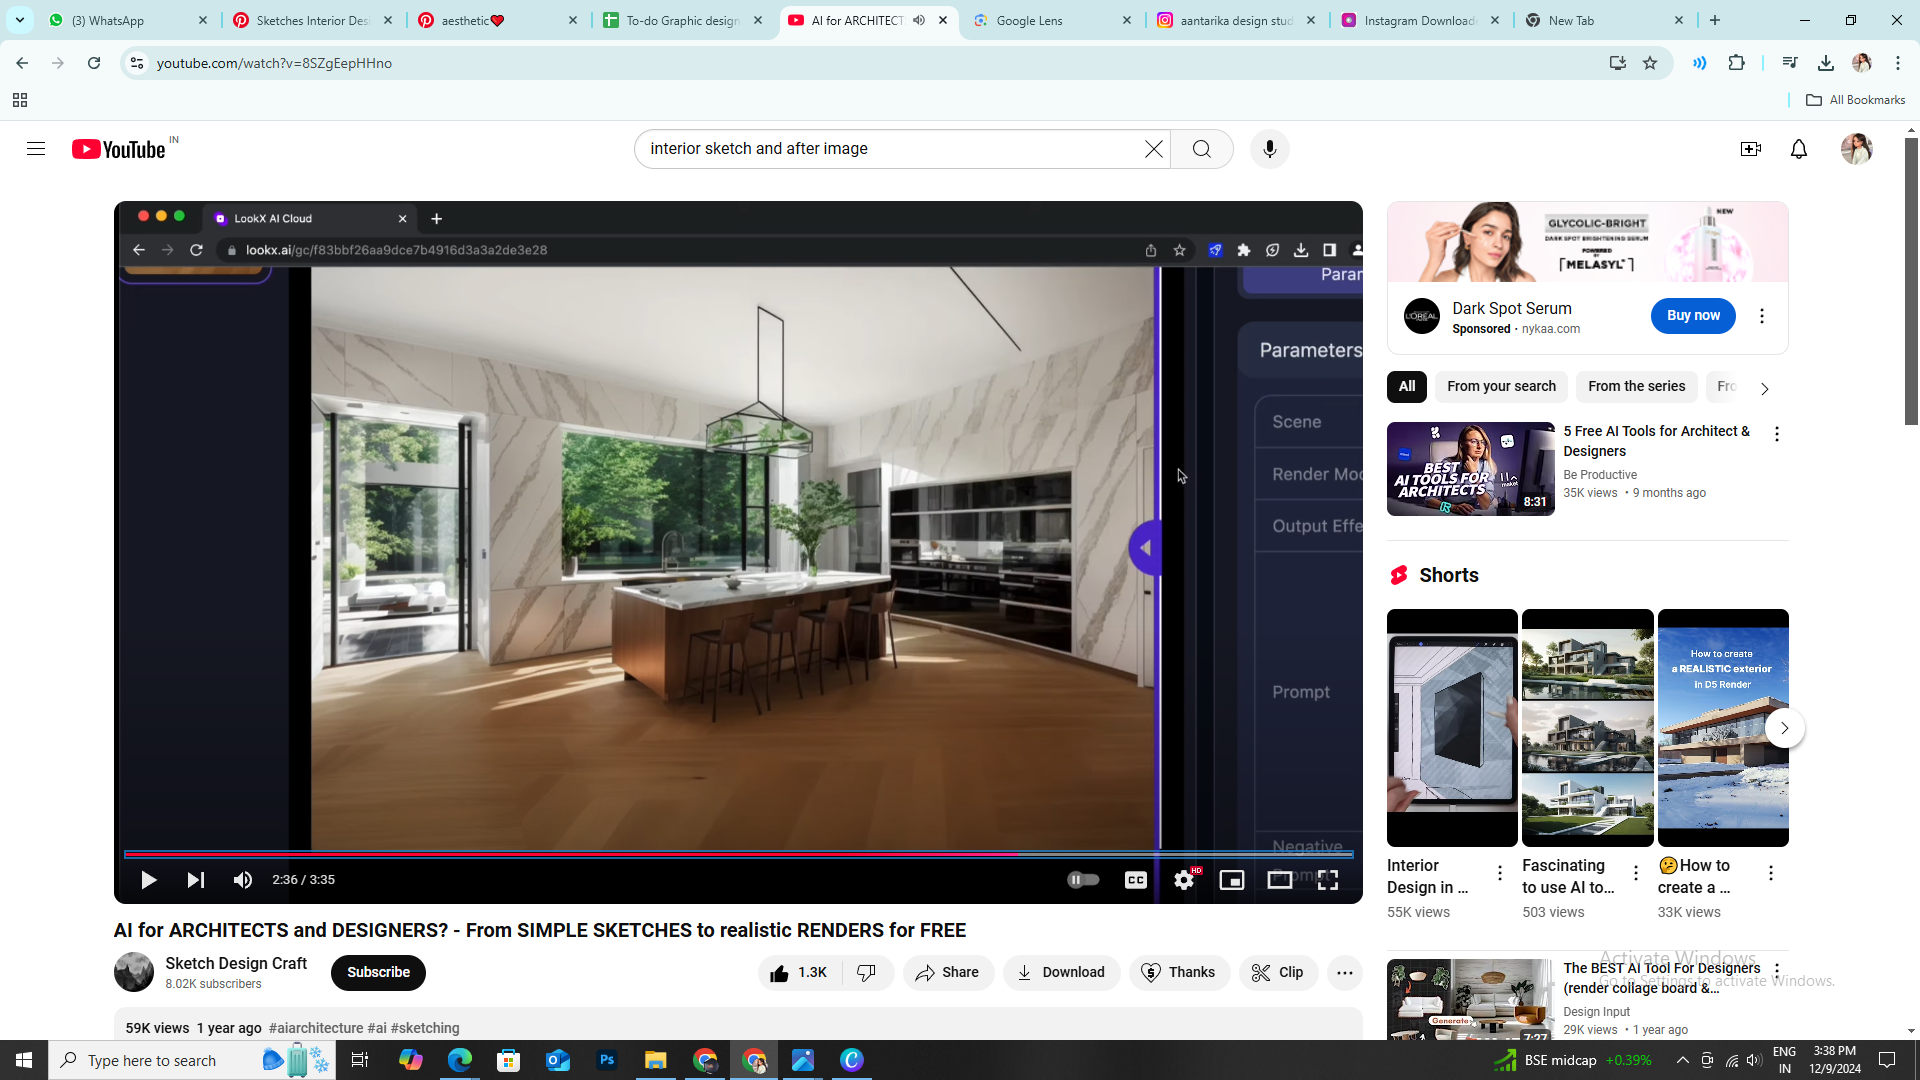 (3) WhatsApp
Sketches Interior Des
aesthetic❤️
To-do Graphic design
AI for ARCHITECT
Google Lens
aantarika design stud
Instagram Downloade
New Tab
youtube.com/watch?v=8SZgEepHHno
All Bookmarks
YouTube IN
interior sketch and after image
LookX AI Cloud
lookx.ai/gc/f83bbf26aa9dce7b4916d3a3a2de3e28
Param
Parameters
Scene
Render Mod
Output Effe
Prompt
Negative
Prompt
2:36 / 3:35
CC
HD
AI for ARCHITECTS and DESIGNERS? - From SIMPLE SKETCHES to realistic RENDERS for FREE
Sketch Design Craft
8.02K subscribers
Subscribe
1.3K
Share
Download
Thanks
Clip
59K views 1 year ago #aiarchitecture #ai #sketching
GLYCOLIC-BRIGHT
DARK SPOT BRIGHTENING SERUM
POWERED
BY
MELASYL™
NEW
L'ORÉAL
Dark Spot Serum
Sponsored · nykaa.com
Buy now
All
From your search
From the series
Fro
BEST
AI TOOLS FOR
ARCHITECTS
8:31
5 Free AI Tools for Architect &
Designers
Be Productive
35K views • 9 months ago
Shorts
How to create
a REALISTIC exterior
in D5 Render
Interior
Design in ...
55K views
Fascinating
to use AI to...
503 views
🤔How to
create a ...
33K views
Generate
7:27
The BEST AI Tool For Designers
(render collage board &...
Design Input
29K views • 1 year ago
Activate Windows
Go to Settings to activate Windows.
Type here to search
Ps
BSE midcap +0.39%
ENG
IN
3:38 PM
12/9/2024